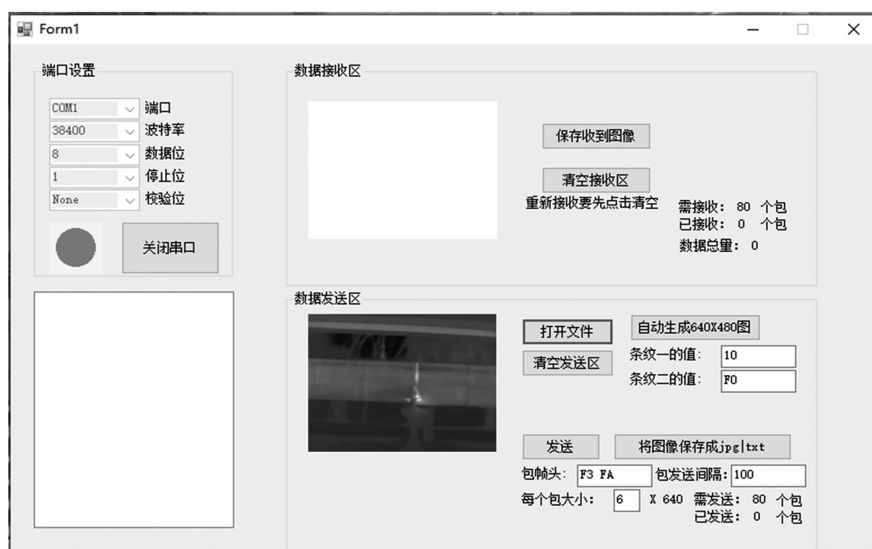 Form1
端口设置
COM1 端口
38400 波特率
8 数据位
1 停止位
None 校验位
关闭串口
数据接收区
保存收到图像
清空接收区
重新接收要先点击清空
需接收: 80 个包
已接收: 0 个包
数据总量: 0
数据发送区
打开文件
自动生成640X480图
清空发送区
条纹一的值: 10
条纹二的值: F0
发送
将图像保存成jpg|txt
包帧头: F3 FA 包发送间隔: 100
每个包大小: 6 X 640 需发送: 80 个包
已发送: 0 个包